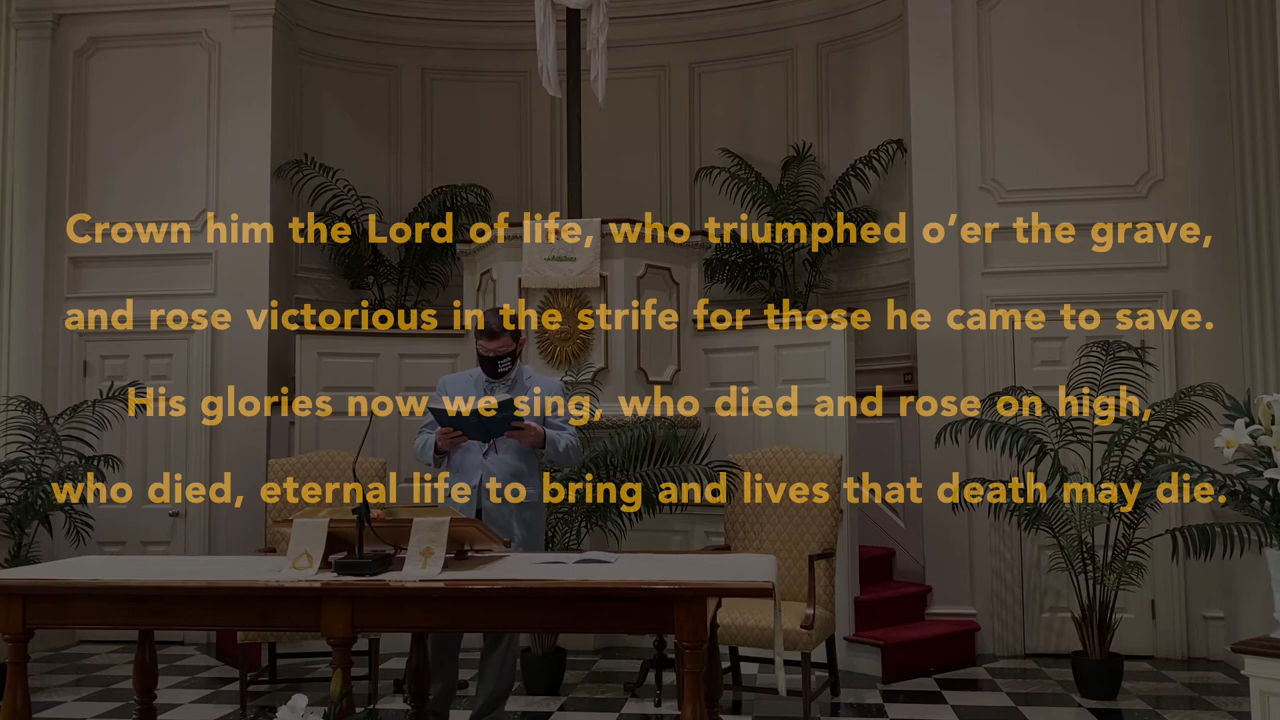 Crown him the Lord of life, who triumphed o’er the grave,
and rose victorious in the strife for those he came to save.
His glories now we sing, who died and rose on high,
who died, eternal life to bring and lives that death may die.